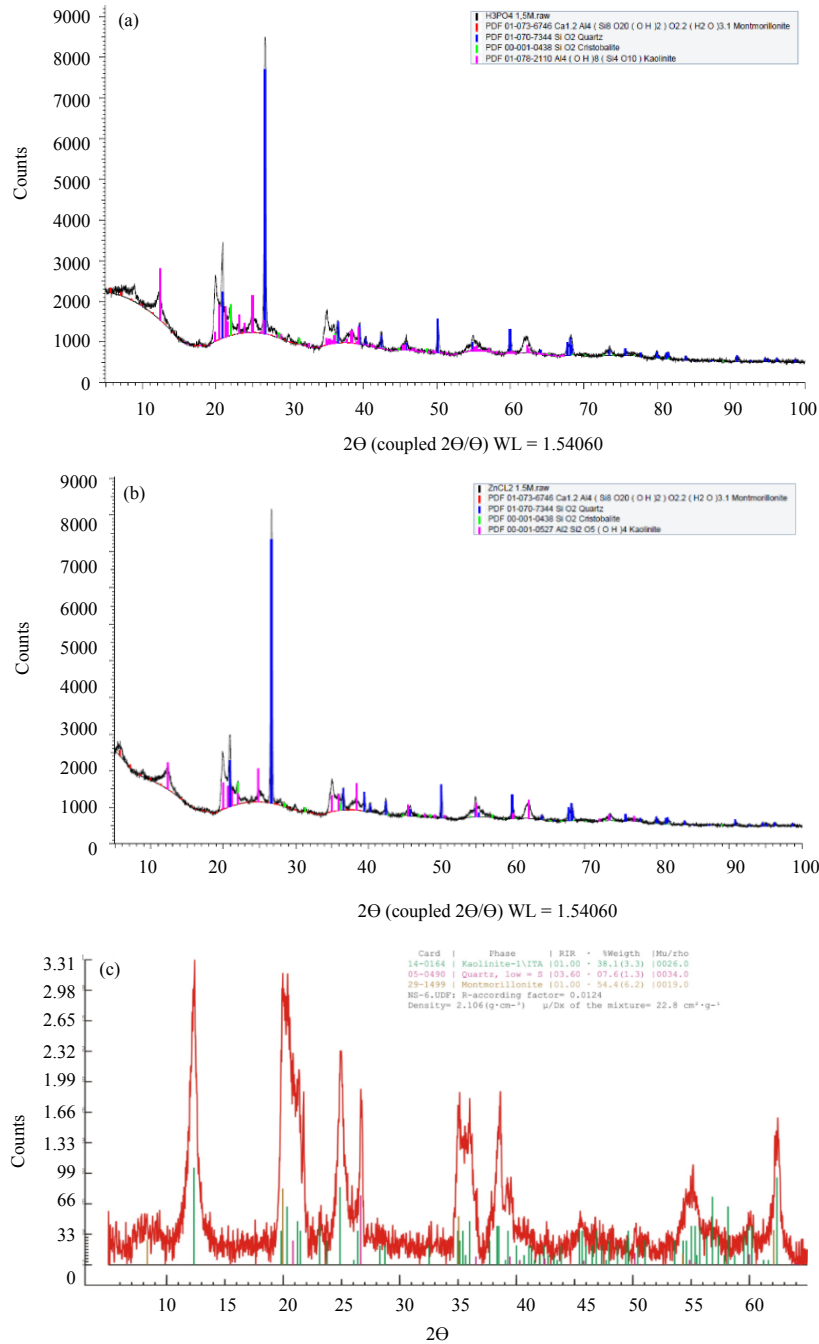 (a)
H3PO4 1,5M.raw
PDF 01-073-6746 Ca1.2 Al4 ( Si8 O20 ( O H )2 ) O2.2 ( H2 O )3.1 Montmorillonite
PDF 01-070-7344 Si O2 Quartz
PDF 00-001-0438 Si O2 Cristobalite
PDF 01-078-2110 Al4 ( O H )8 ( Si4 O10 ) Kaolinite
9000
8000
7000
6000
5000
4000
3000
2000
1000
0
Counts
10 20 30 40 50 60 70 80 90 100
2Ɵ (coupled 2Ɵ/Ɵ) WL = 1.54060
(b)
ZnCL2 1.5M.raw
PDF 01-073-6746 Ca1.2 Al4 ( Si8 O20 ( O H )2 ) O2.2 ( H2 O )3.1 Montmorillonite
PDF 01-070-7344 Si O2 Quartz
PDF 00-001-0438 Si O2 Cristobalite
PDF 00-001-0527 Al2 Si2 O5 ( O H )4 Kaolinite
9000
8000
7000
6000
5000
4000
3000
2000
1000
0
Counts
10 20 30 40 50 60 70 80 90 100
2Ɵ (coupled 2Ɵ/Ɵ) WL = 1.54060
(c)
Card | Phase | RIR · %Weigth |Mu/rho
14-0164 | Kaolinite-1\ITA |01.00 · 38.1(3.3) |0026.0
05-0490 | Quartz, low = S |03.60 · 07.6(1.3) |0034.0
29-1499 | Montmorillonite |01.00 · 54.4(6.2) |0019.0
NS-6.UDF: R-according factor= 0.0124
Density= 2.106(g·cm⁻³) µ/Dx of the mixture= 22.8 cm²·g⁻¹
3.31
2.98
2.65
2.32
1.99
1.66
1.33
99
66
33
0
Counts
10 20 25 30 35 40 45 50 55 60
2Ɵ